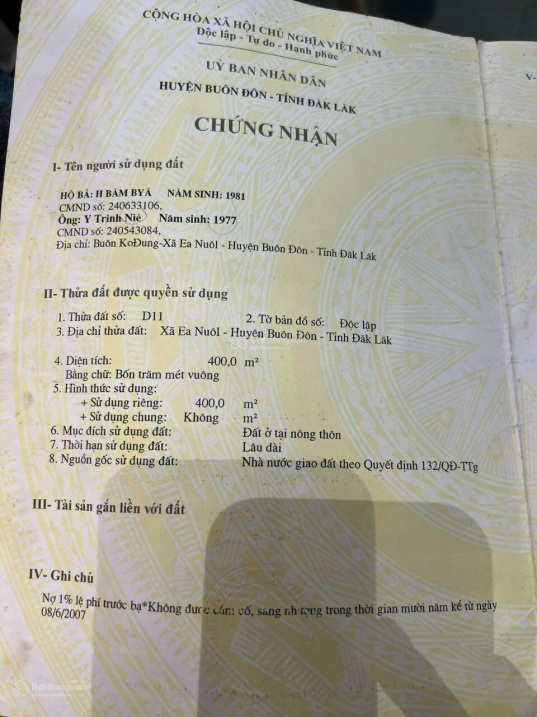 CỘNG HÒA XÃ HỘI CHỦ NGHĨA VIỆT NAM
Độc lập - Tự do - Hạnh phúc
UỶ BAN NHÂN DÂN
HUYỆN BUÔN ĐÔN - TỈNH ĐĂK LĂK
CHỨNG NHẬN
I- Tên người sử dụng đất
HỘ BÀ: H BĂM BYĂ NĂM SINH: 1981
CMND số: 240633106,
Ông: Y Trinh Niê Năm sinh: 1977
CMND số: 240543084,
Địa chỉ: Buôn KoĐung-Xã Ea Nuôl - Huyện Buôn Đôn - Tỉnh Đăk Lăk
II- Thửa đất được quyền sử dụng
1. Thửa đất số: D11 2. Tờ bản đồ số: Độc lập
3. Địa chỉ thửa đất: Xã Ea Nuôl - Huyện Buôn Đôn - Tỉnh Đăk Lăk
4. Diện tích: 400,0 m²
Bằng chữ: Bốn trăm mét vuông
5. Hình thức sử dụng:
+ Sử dụng riêng: 400,0 m²
+ Sử dụng chung: Không m²
6. Mục đích sử dụng đất: Đất ở tại nông thôn
7. Thời hạn sử dụng đất: Lâu dài
8. Nguồn gốc sử dụng đất: Nhà nước giao đất theo Quyết định 132/QĐ-TTg
III- Tài sản gắn liền với đất
IV- Ghi chú
Nợ 1% lệ phí trước bạ*Không được cầm cố, sang nhượng trong thời gian mười năm kể từ ngày
08/6/2007
V-
Batdongsan